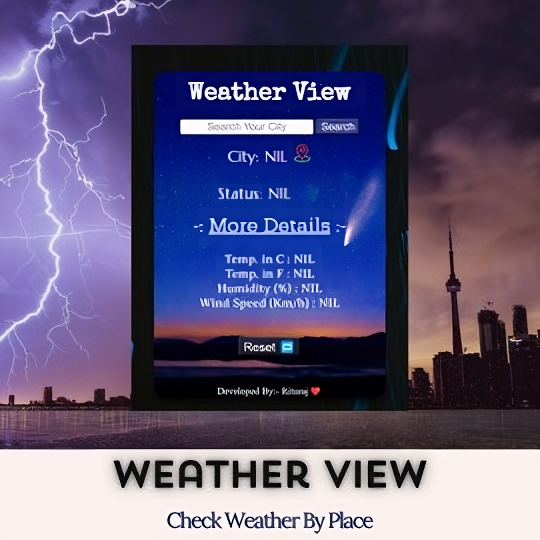 Weather View
Search Your City Search
City: NIL
Status: NIL
-: More Details :-
Temp. in C : NIL
Temp. in F : NIL
Humidity (%) : NIL
Wind Speed (Km/h) : NIL
Reset
Developed By:-
WEATHER VIEW
Check Weather By Place